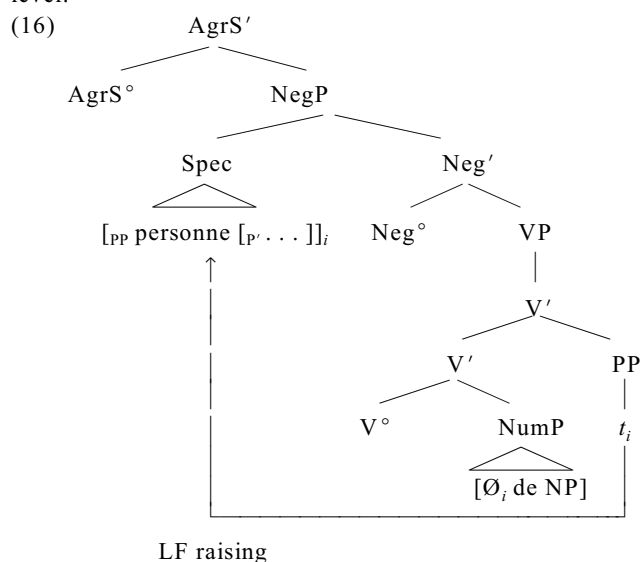 level.
(16) AgrS′
AgrS° NegP
Spec Neg′
[PP personne [P′ . . . ]]i Neg° VP
V′
V′ PP
V° NumP ti
[Øi de NP]
LF raising